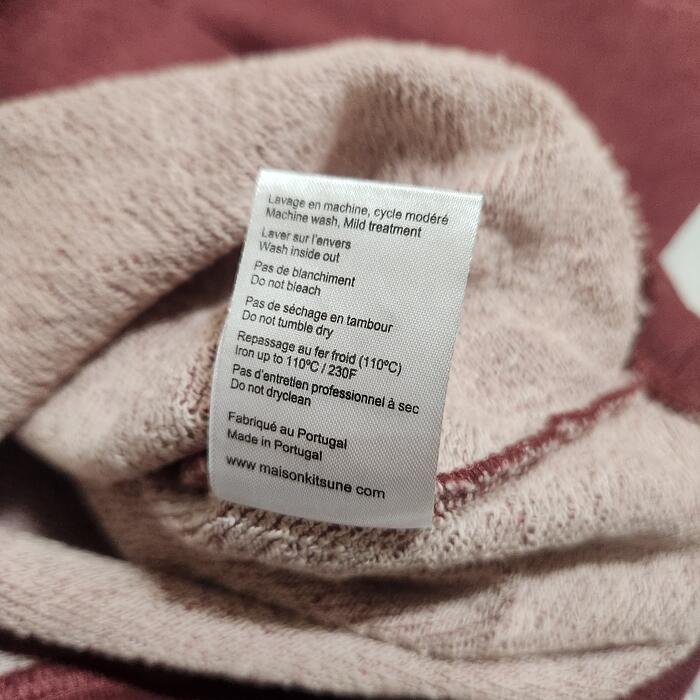 Lavage en machine, cycle modéré
Machine wash, Mild treatment
Laver sur l'envers
Wash inside out
Pas de blanchiment
Do not bleach
Pas de séchage en tambour
Do not tumble dry
Repassage au fer froid (110ºC)
Iron up to 110ºC / 230F
Pas d'entretien professionnel à sec
Do not dryclean
Fabriqué au Portugal
Made in Portugal
www maisonkitsune com